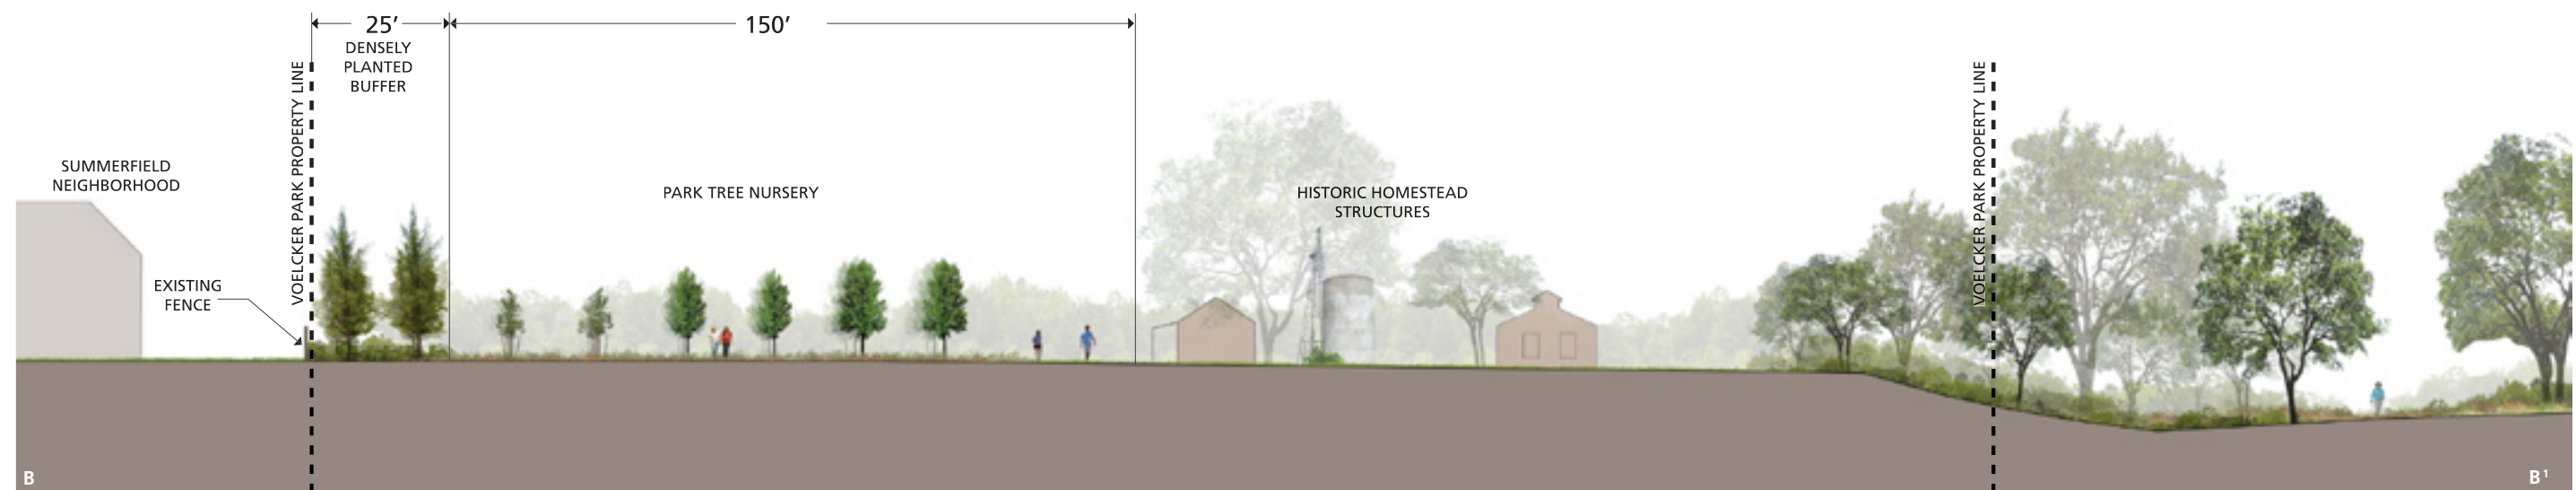 25’
DENSELY
PLANTED
BUFFER
150’
VOELCKER PARK PROPERTY LINE
VOELCKER PARK PROPERTY LINE
SUMMERFIELD
NEIGHBORHOOD
PARK TREE NURSERY
HISTORIC HOMESTEAD
STRUCTURES
EXISTING
FENCE
B
B¹